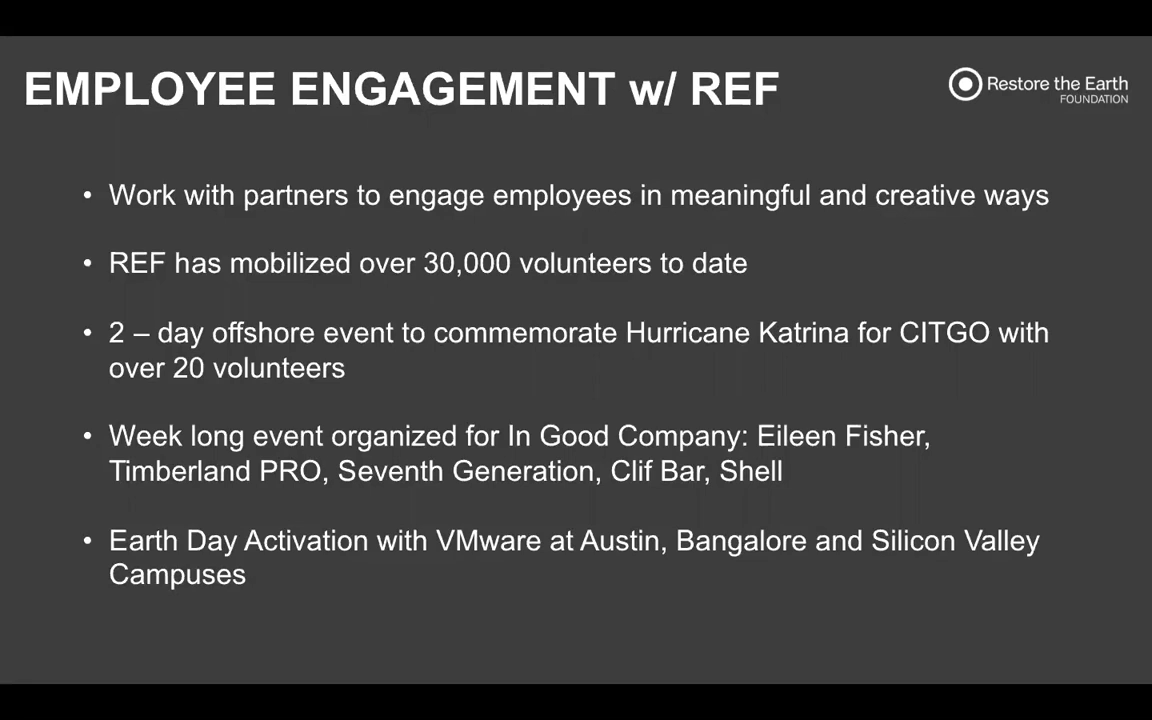 EMPLOYEE ENGAGEMENT w/ REF
Restore the Earth
FOUNDATION
• Work with partners to engage employees in meaningful and creative ways
• REF has mobilized over 30,000 volunteers to date
• 2 – day offshore event to commemorate Hurricane Katrina for CITGO with
over 20 volunteers
• Week long event organized for In Good Company: Eileen Fisher,
Timberland PRO, Seventh Generation, Clif Bar, Shell
• Earth Day Activation with VMware at Austin, Bangalore and Silicon Valley
Campuses